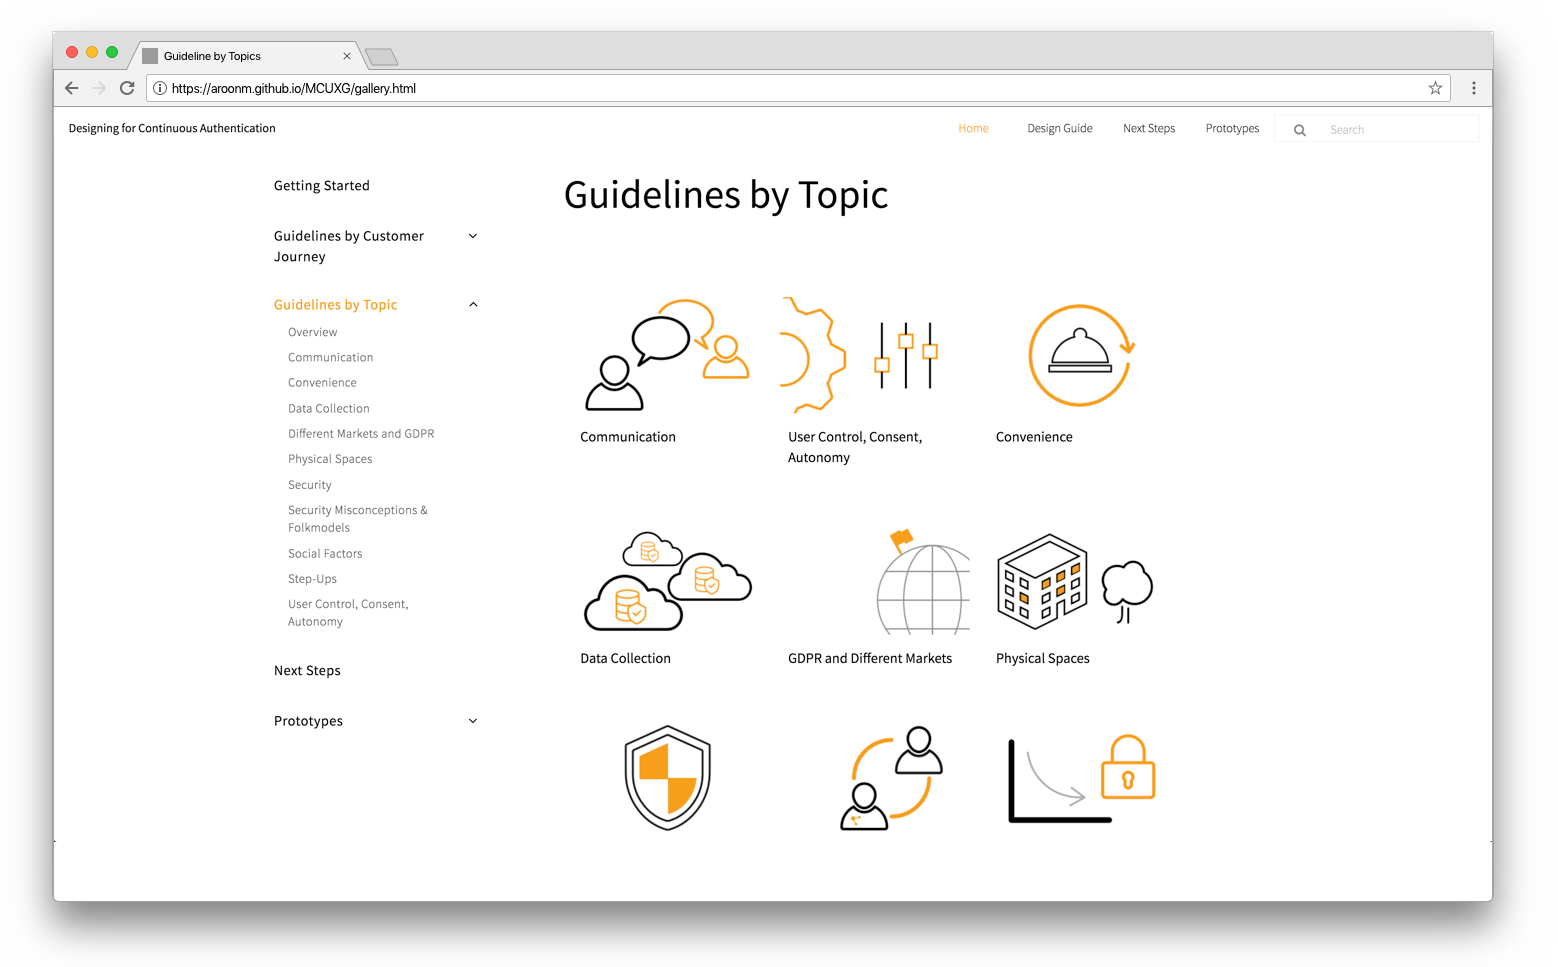 Guideline by Topics
https://aroonm.github.io/MCUXG/gallery.html
Designing for Continuous Authentication
Home
Design Guide
Next Steps
Prototypes
Search
Getting Started
Guidelines by Customer
Journey
Guidelines by Topic
Overview
Communication
Convenience
Data Collection
Different Markets and GDPR
Physical Spaces
Security
Security Misconceptions &
Folkmodels
Social Factors
Step-Ups
User Control, Consent,
Autonomy
Next Steps
Prototypes
Guidelines by Topic
Communication
User Control, Consent,
Autonomy
Convenience
Data Collection
GDPR and Different Markets
Physical Spaces